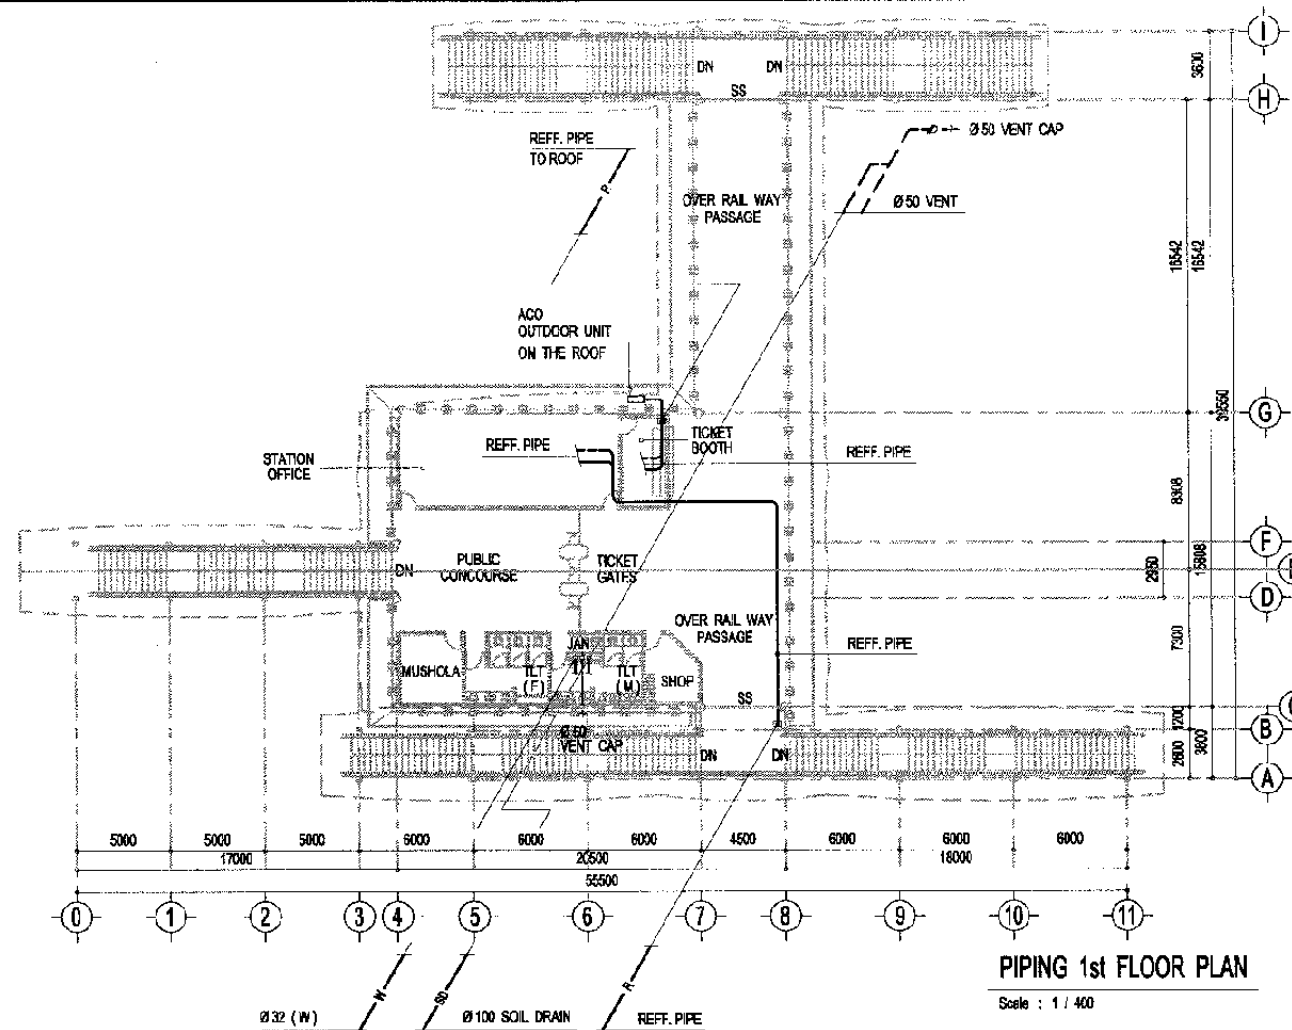 I
3600
DN
DN
SS
H
REFF. PIPE
TO ROOF
Ø 50 VENT CAP
P
OVER RAIL WAY
PASSAGE
Ø 50 VENT
16542
16542
ACO
OUTDOOR UNIT
ON THE ROOF
39550
G
TICKET
BOOTH
REFF. PIPE
REFF. PIPE
STATION
OFFICE
8308
F
PUBLIC
CONCOURSE
TICKET
GATES
DN
2950
15808
D
OVER RAIL WAY
PASSAGE
7300
REFF. PIPE
JAN
MUSHOLA
TLT
(F)
TLT
(M)
SHOP
SS
1200
B
VENT CAP
DN
DN
2600
3800
A
5000
5000
5000
6000
6000
6000
4500
6000
6000
6000
17000
20500
18000
55500
0
1
2
3
4
5
6
7
8
9
10
11
W
SD
R
PIPING 1st FLOOR PLAN
Scale : 1 / 400
Ø 32 ( W )
Ø 100 SOIL DRAIN
REFF. PIPE